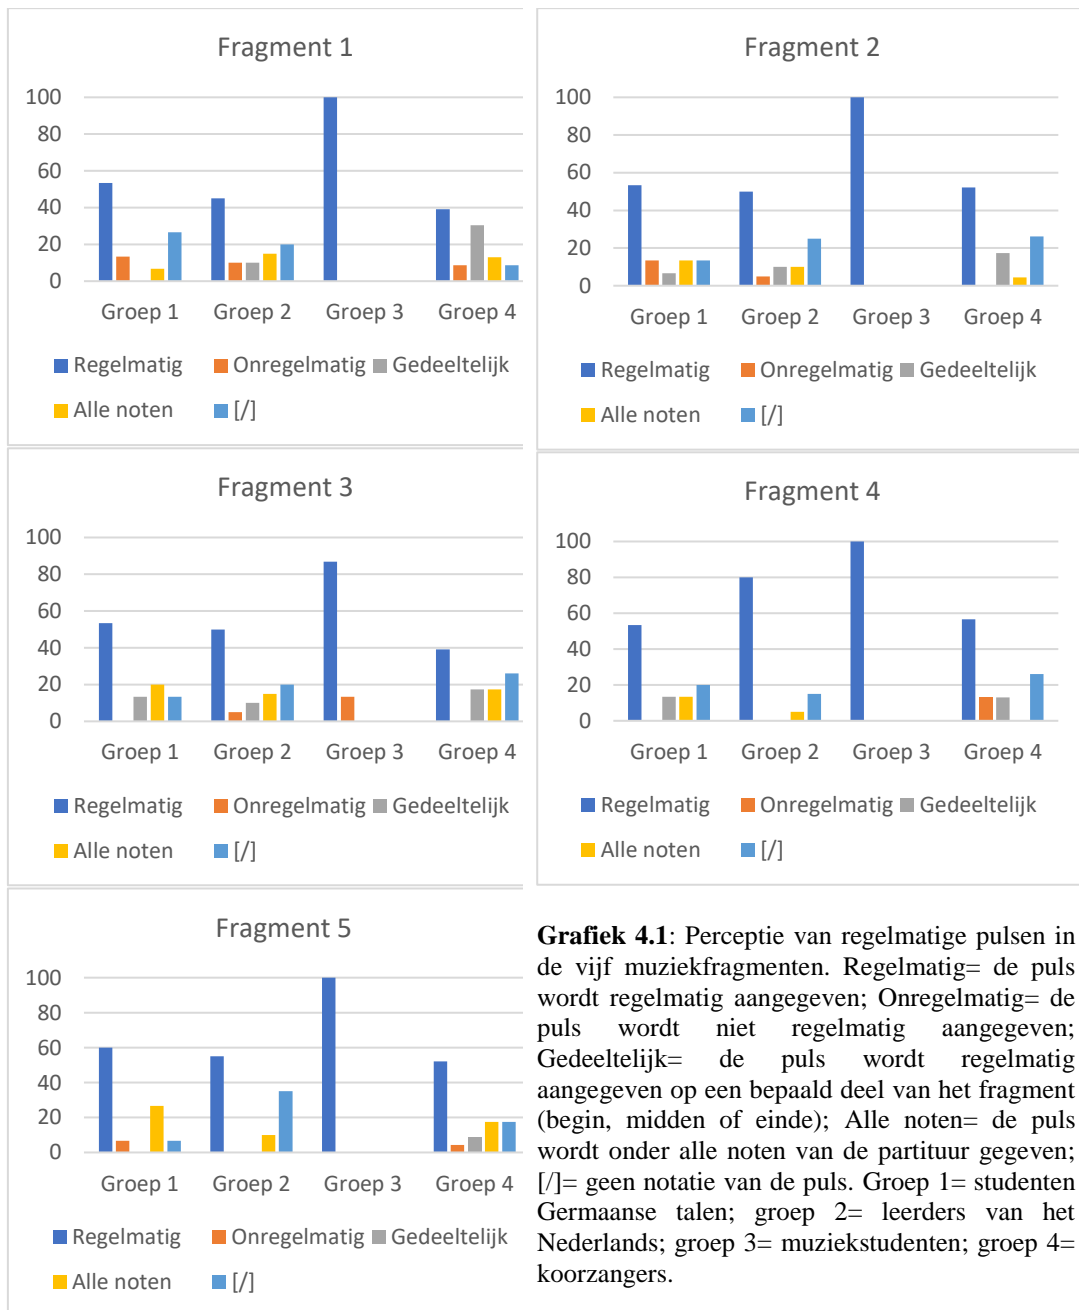 Fragment 1
100
80
60
40
20
0
Groep 1 Groep 2 Groep 3 Groep 4
Regelmatig Onregelmatig Gedeeltelijk
Alle noten [/]
Fragment 2
100
80
60
40
20
0
Groep 1 Groep 2 Groep 3 Groep 4
Regelmatig Onregelmatig Gedeeltelijk
Alle noten [/]
Fragment 3
100
80
60
40
20
0
Groep 1 Groep 2 Groep 3 Groep 4
Regelmatig Onregelmatig Gedeeltelijk
Alle noten [/]
Fragment 4
100
80
60
40
20
0
Groep 1 Groep 2 Groep 3 Groep 4
Regelmatig Onregelmatig Gedeeltelijk
Alle noten [/]
Fragment 5
100
80
60
40
20
0
Groep 1 Groep 2 Groep 3 Groep 4
Regelmatig Onregelmatig Gedeeltelijk
Alle noten [/]
Grafiek 4.1: Perceptie van regelmatige pulsen in
de vijf muziekfragmenten. Regelmatig= de puls
wordt regelmatig aangegeven; Onregelmatig= de
puls wordt niet regelmatig aangegeven;
Gedeeltelijk= de puls wordt regelmatig
aangegeven op een bepaald deel van het fragment
(begin, midden of einde); Alle noten= de puls
wordt onder alle noten van de partituur gegeven;
[/]= geen notatie van de puls. Groep 1= studenten
Germaanse talen; groep 2= leerders van het
Nederlands; groep 3= muziekstudenten; groep 4=
koorzangers.